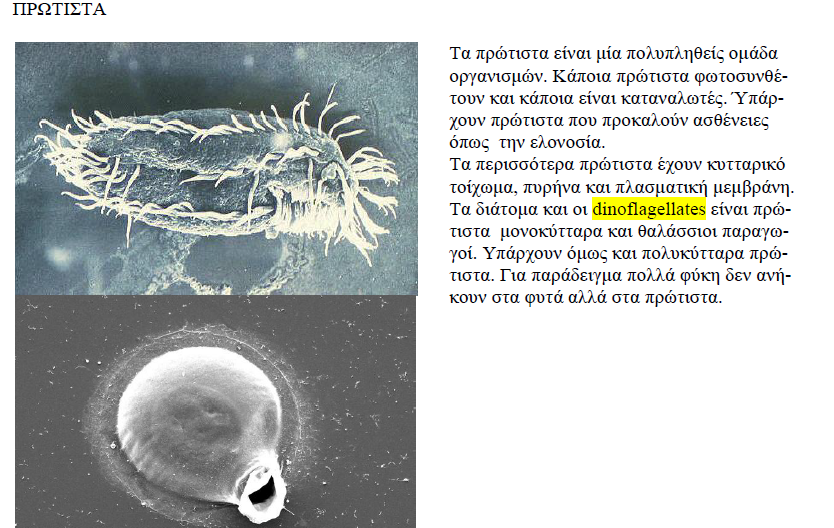 ΠΡΩΤΙΣΤΑ
Τα πρώτιστα είναι μία πολυπληθείς ομάδα
οργανισμών. Κάποια πρώτιστα φωτοσυνθέ-
τουν και κάποια είναι καταναλωτές. Ύπάρ-
χουν πρώτιστα που προκαλούν ασθένειες
όπως την ελονοσία.
Τα περισσότερα πρώτιστα έχουν κυτταρικό
τοίχωμα, πυρήνα και πλασματική μεμβράνη.
Τα διάτομα και οι dinoflagellates είναι πρώ-
τιστα μονοκύτταρα και θαλάσσιοι παραγω-
γοί. Υπάρχουν όμως και πολυκύτταρα πρώ-
τιστα. Για παράδειγμα πολλά φύκη δεν ανή-
κουν στα φυτά αλλά στα πρώτιστα.